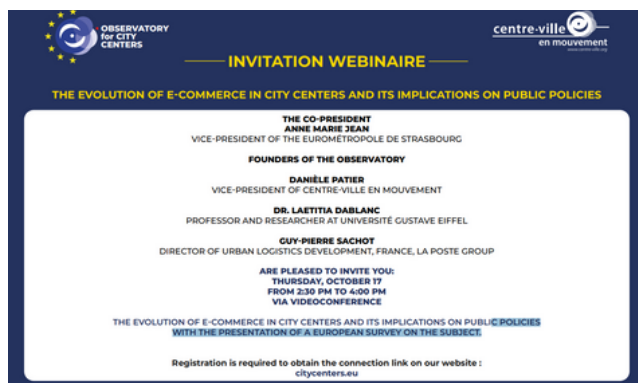 OBSERVATORY
for CITY
CENTERS
centre-ville
en mouvement
www.centre-ville.org
INVITATION WEBINAIRE
THE EVOLUTION OF E-COMMERCE IN CITY CENTERS AND ITS IMPLICATIONS ON PUBLIC POLICIES
THE CO-PRESIDENT
ANNE MARIE JEAN
VICE-PRESIDENT OF THE EUROMÉTROPOLE DE STRASBOURG
FOUNDERS OF THE OBSERVATORY
DANIÈLE PATIER
VICE-PRESIDENT OF CENTRE-VILLE EN MOUVEMENT
DR. LAETITIA DABLANC
PROFESSOR AND RESEARCHER AT UNIVERSITÉ GUSTAVE EIFFEL
GUY-PIERRE SACHOT
DIRECTOR OF URBAN LOGISTICS DEVELOPMENT, FRANCE, LA POSTE GROUP
ARE PLEASED TO INVITE YOU:
THURSDAY, OCTOBER 17
FROM 2:30 PM TO 4:00 PM
VIA VIDEOCONFERENCE
THE EVOLUTION OF E-COMMERCE IN CITY CENTERS AND ITS IMPLICATIONS ON PUBLIC POLICIES
WITH THE PRESENTATION OF A EUROPEAN SURVEY ON THE SUBJECT.
Registration is required to obtain the connection link on our website :
citycenters.eu